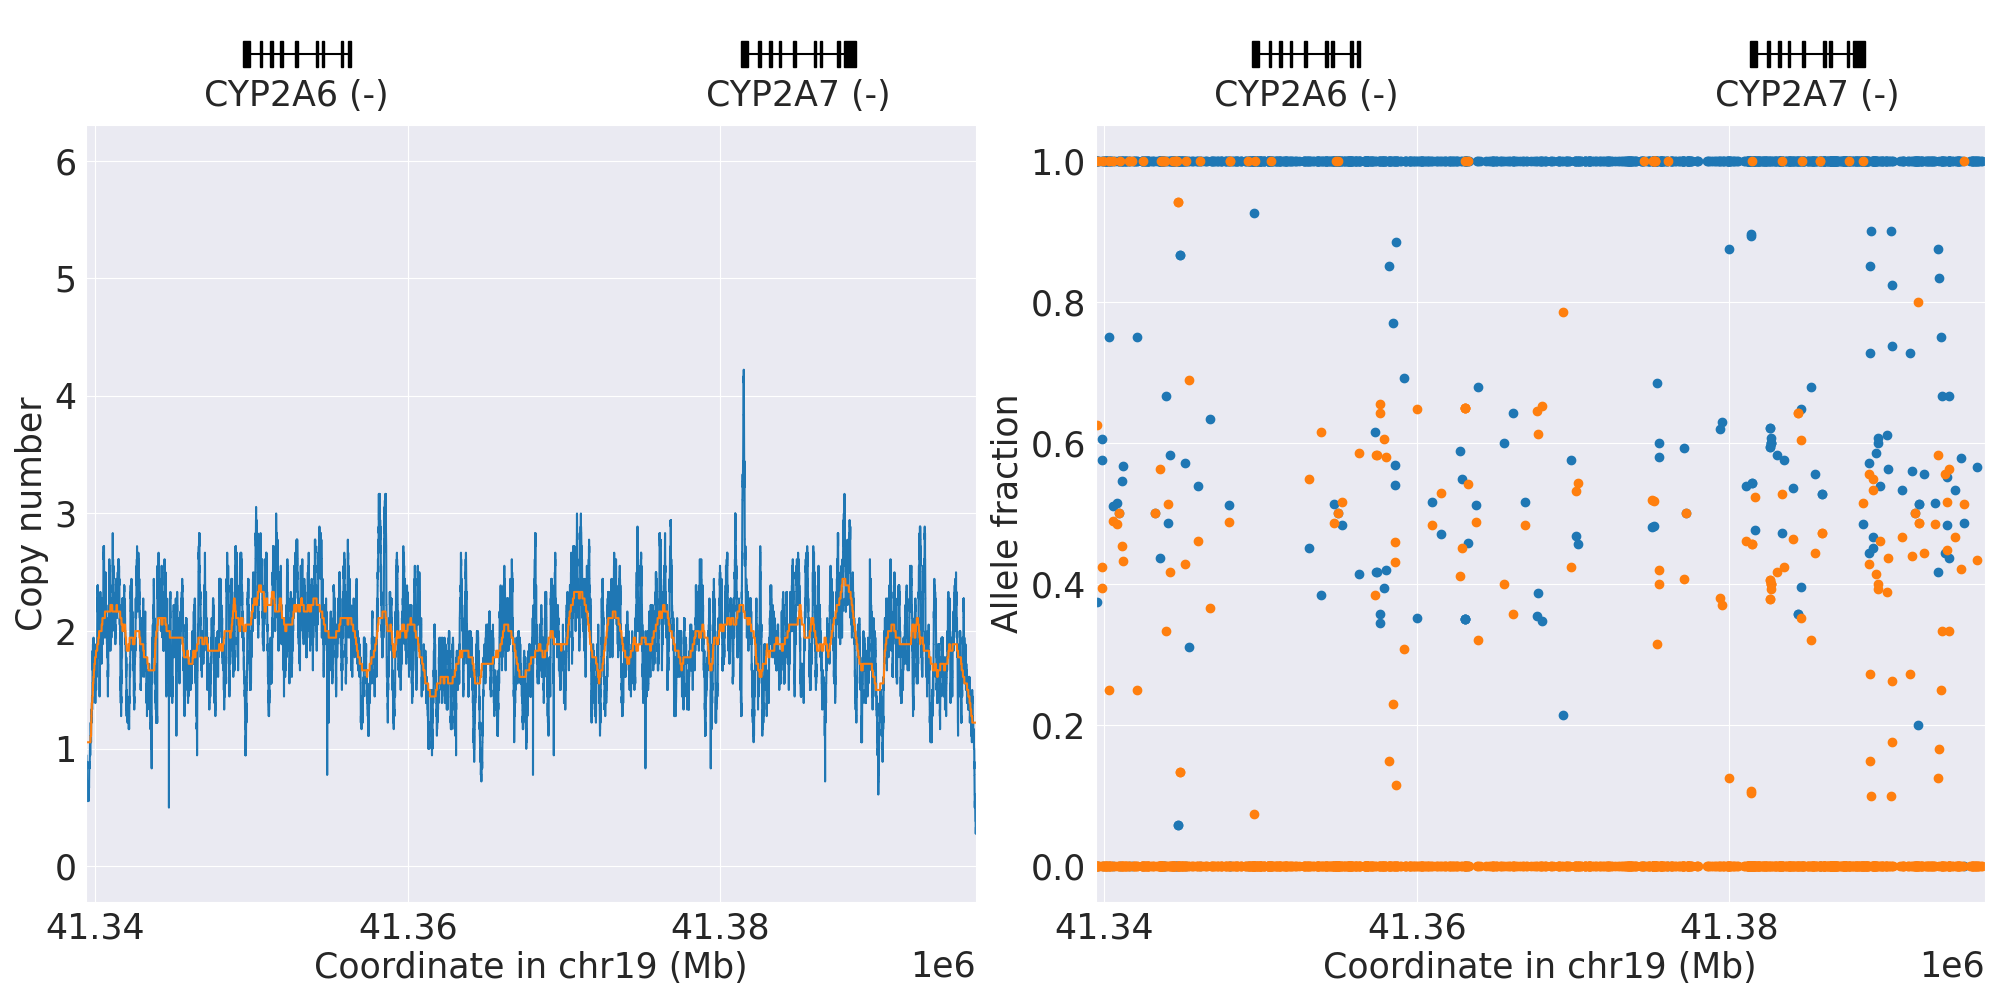 CYP2A6 (-)
CYP2A7 (-)
6
5
4
3
2
1
0
Copy number
41.34
41.36
41.38
Coordinate in chr19 (Mb)
1e6
CYP2A6 (-)
CYP2A7 (-)
1.0
0.8
0.6
0.4
0.2
0.0
Allele fraction
41.34
41.36
41.38
Coordinate in chr19 (Mb)
1e6